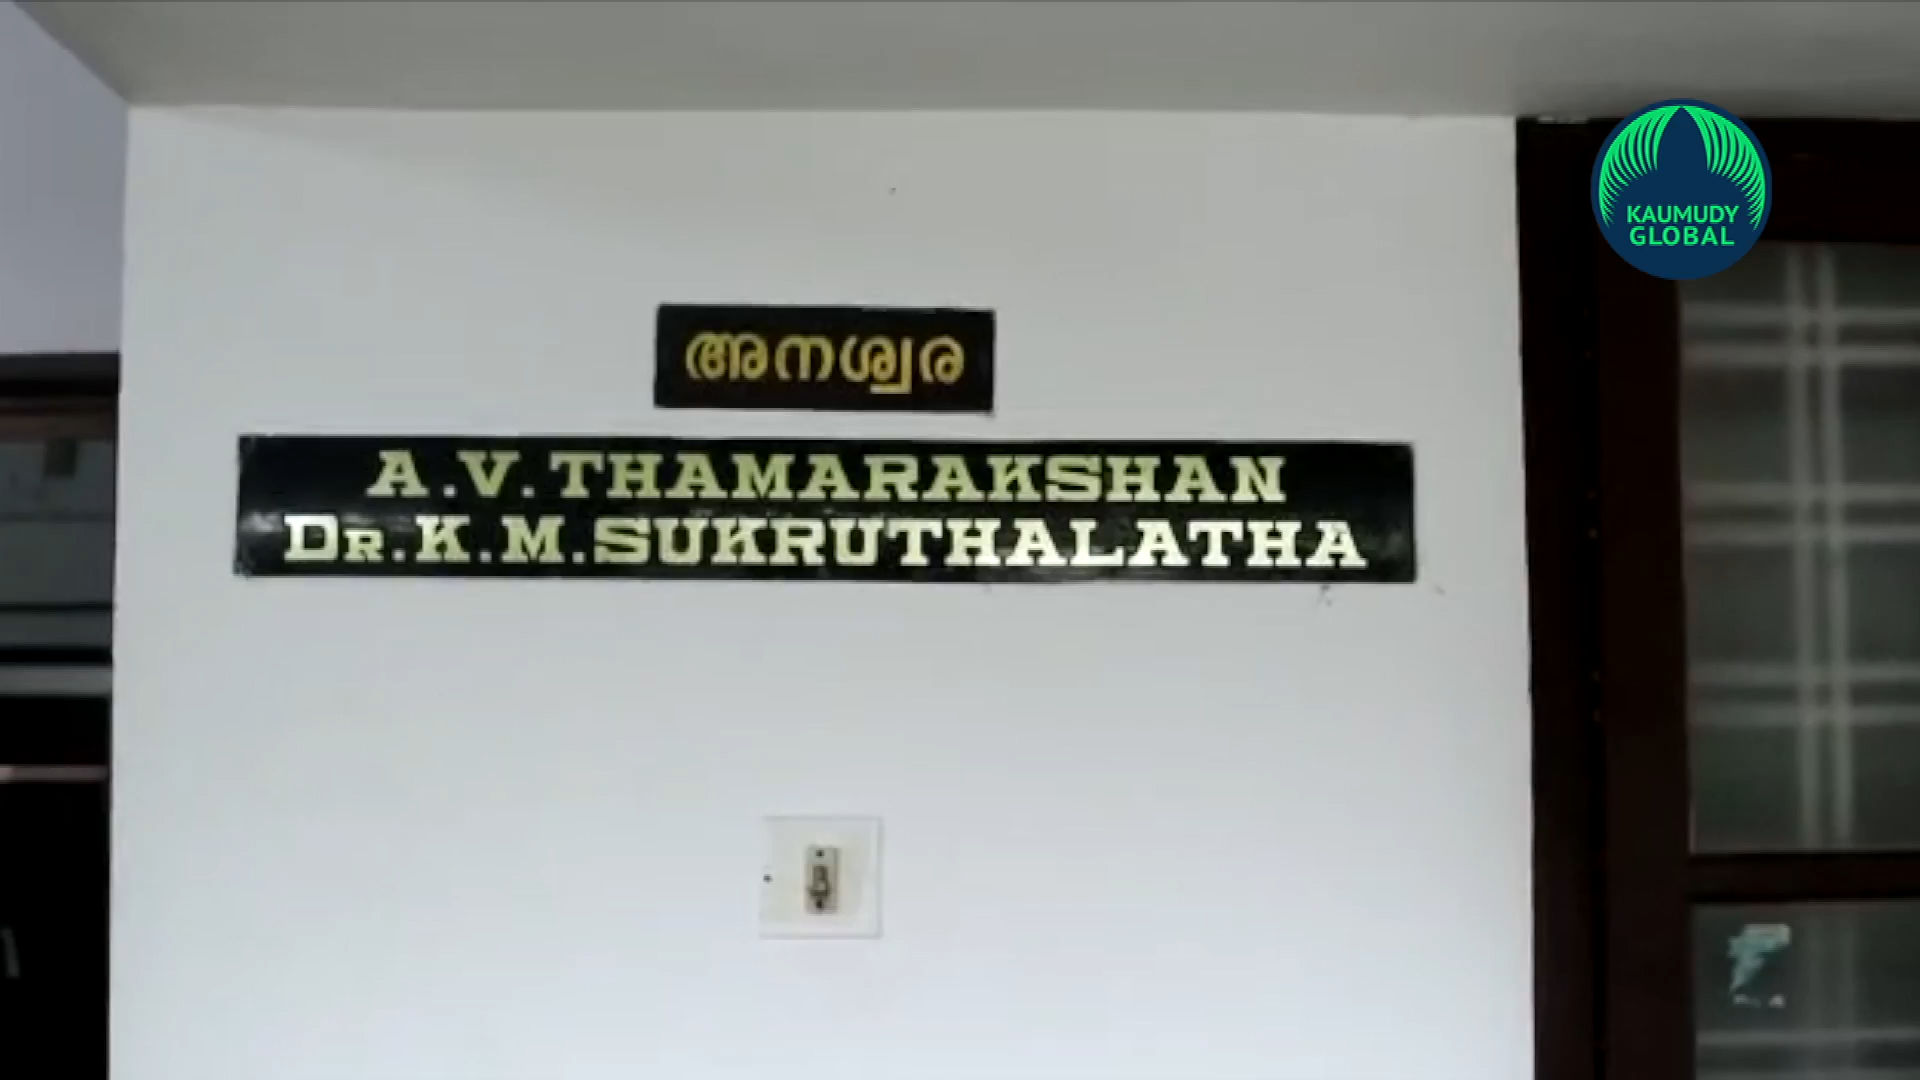 KAUMUDY
GLOBAL
അനശ്വര
A.V.THAMARAKSHAN
DR.K.M.SUKRUTHALATHA